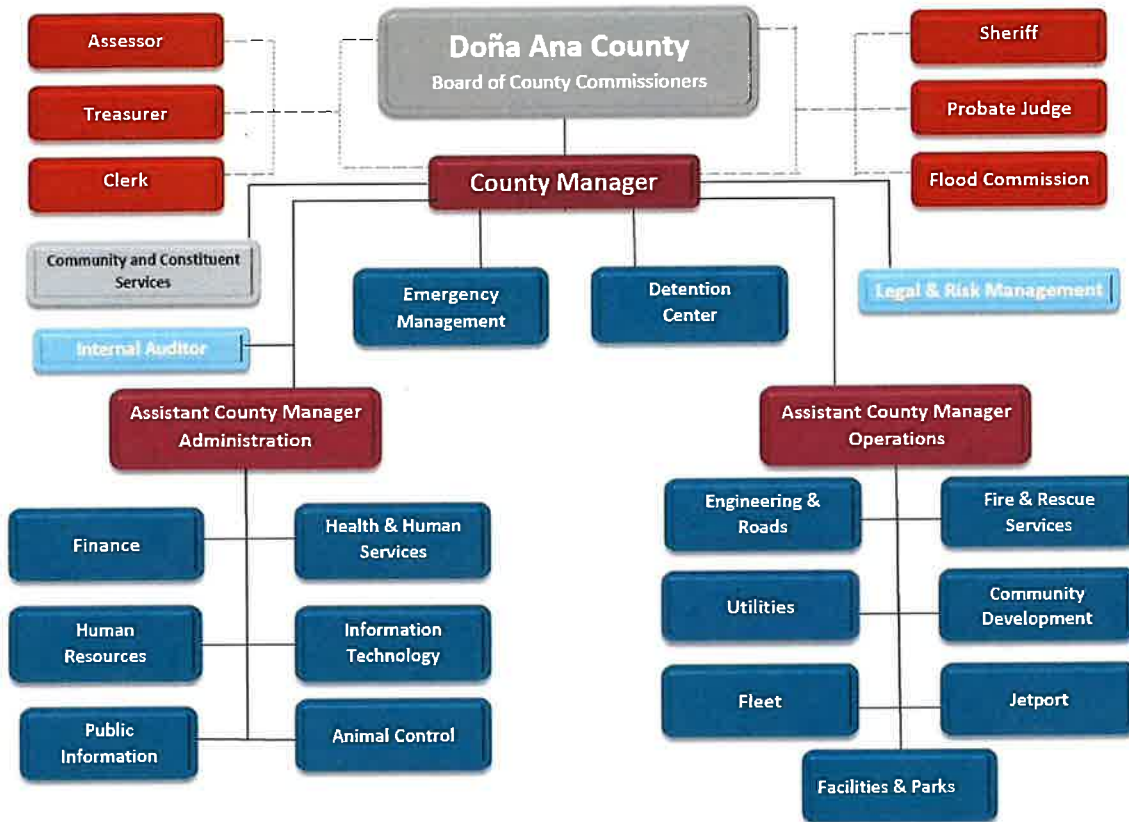 Doña Ana County
Board of County Commissioners
Assessor
Treasurer
Clerk
Sheriff
Probate Judge
Flood Commission
County Manager
Community and Constituent
Services
Emergency
Management
Detention
Center
Legal & Risk Management
Internal Auditor
Assistant County Manager
Administration
Assistant County Manager
Operations
Finance
Health & Human
Services
Human
Resources
Information
Technology
Public
Information
Animal Control
Engineering &
Roads
Fire & Rescue
Services
Utilities
Community
Development
Fleet
Jetport
Facilities & Parks